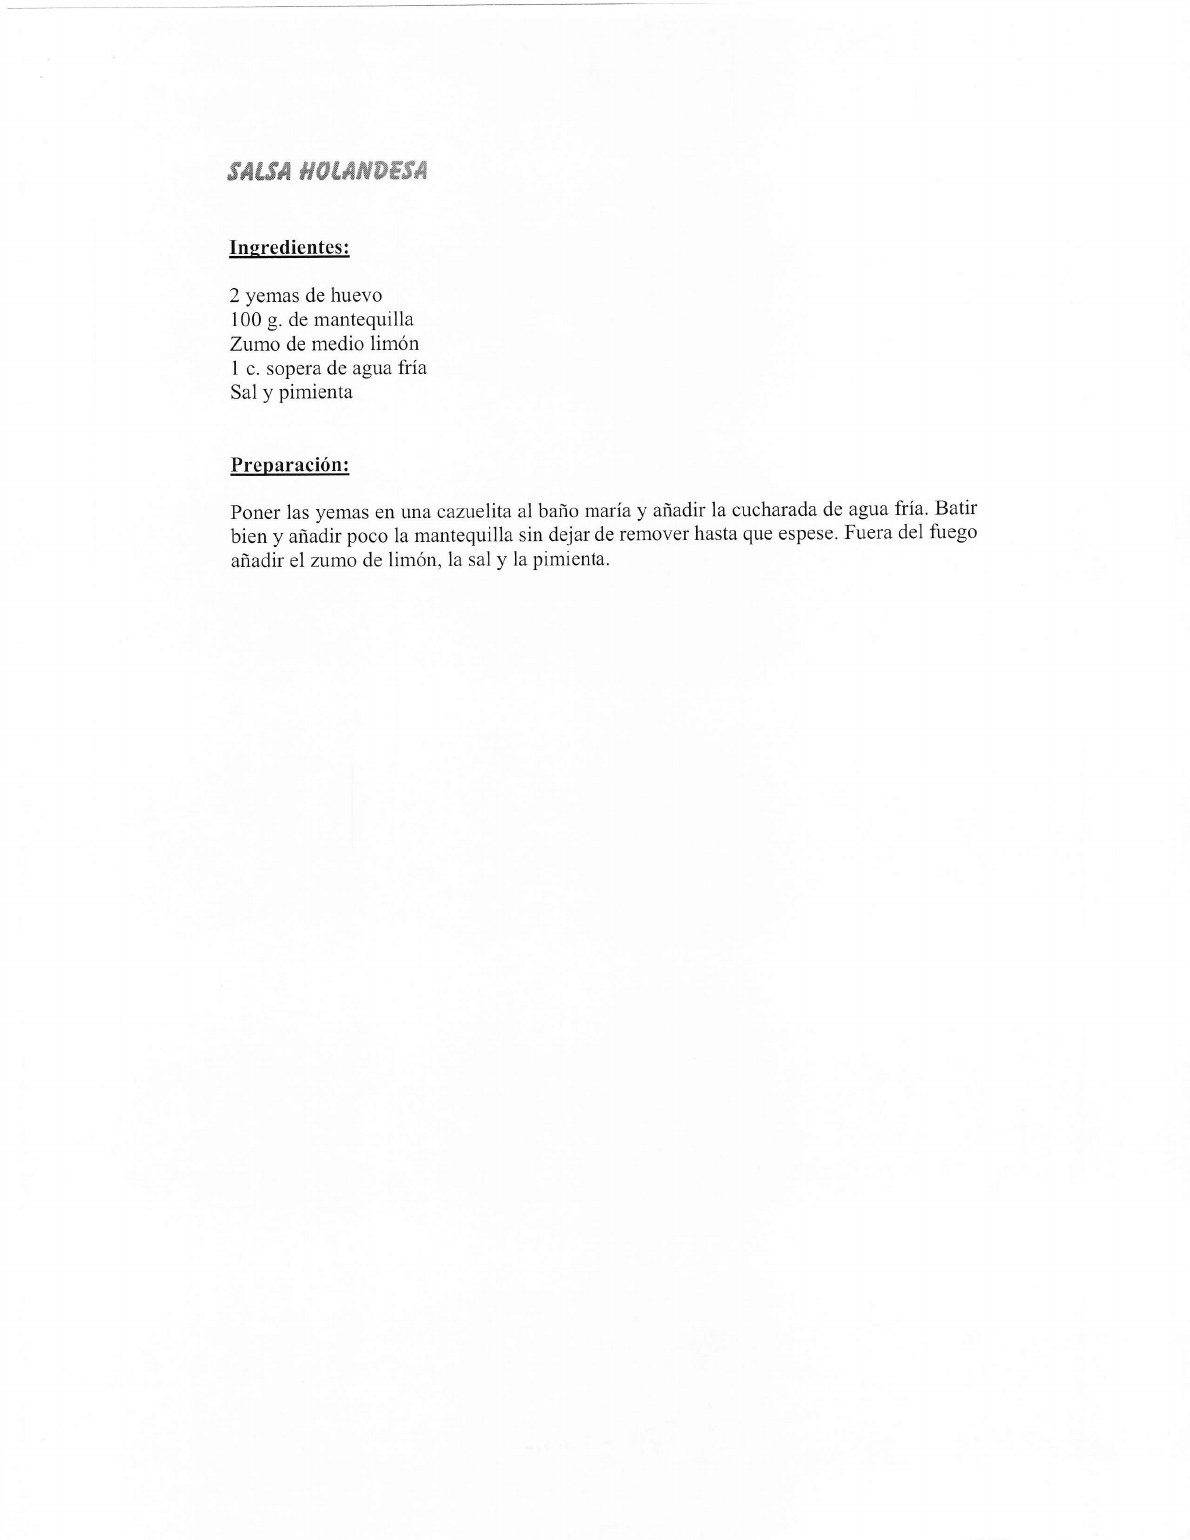 SALSA HOLANDESA
Ingredientes:
2 yemas de huevo
100 g. de mantequilla
Zumo de medio limón
1 c. sopera de agua fría
Sal y pimienta
Preparación:
Poner las yemas en una cazuelita al baño maría y añadir la cucharada de agua fría. Batir
bien y añadir poco la mantequilla sin dejar de remover hasta que espese. Fuera del fuego
añadir el zumo de limón, la sal y la pimienta.